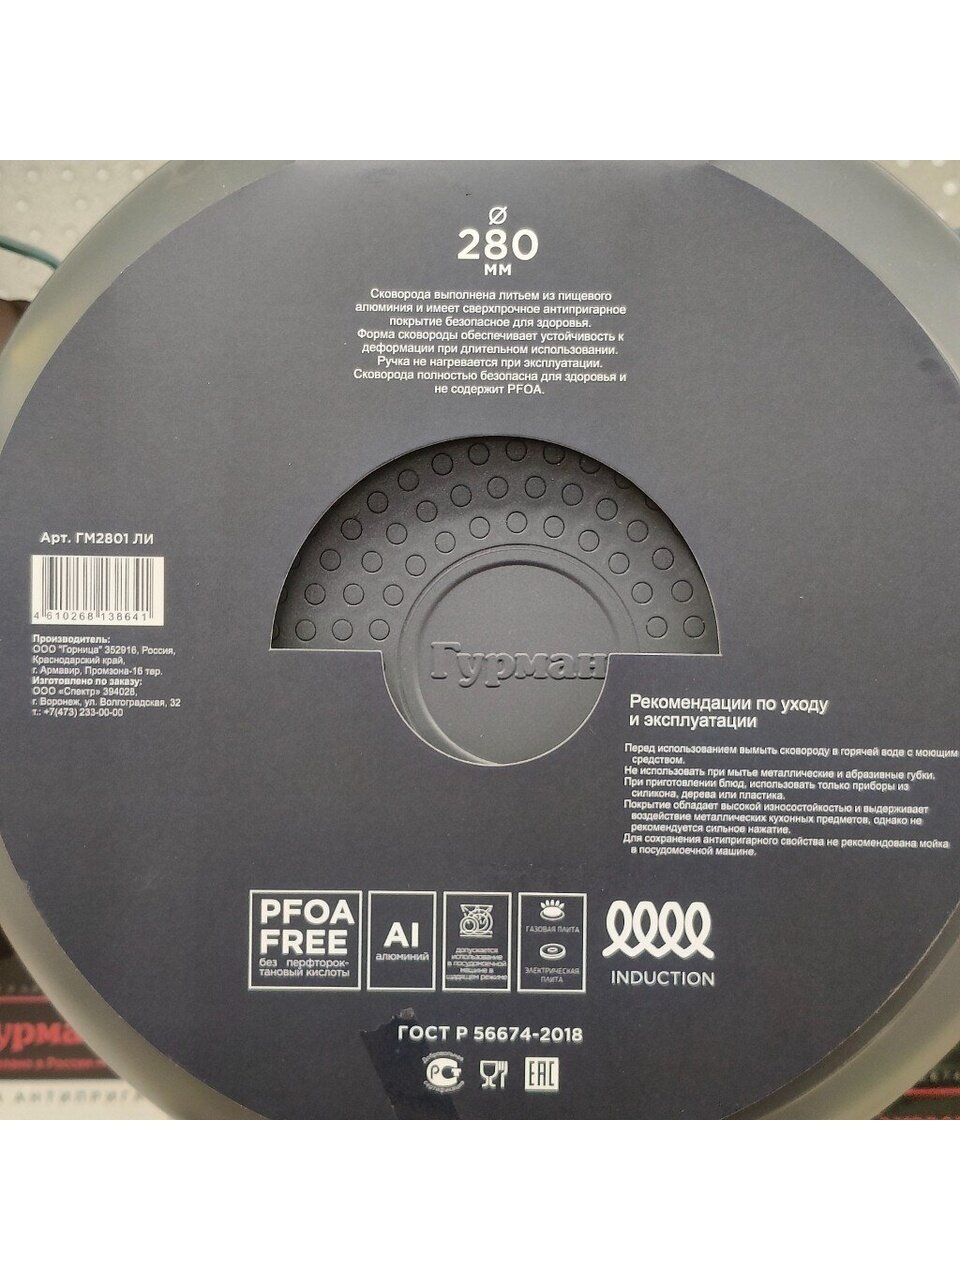 Ø
280
ММ
Сковорода выполнена литьем из пищевого
алюминия и имеет сверхпрочное антипригарное
покрытие безопасное для здоровья.
Форма сковороды обеспечивает устойчивость к
деформации при длительном использовании.
Ручка не нагревается при эксплуатации.
Сковорода полностью безопасна для здоровья и
не содержит PFOA.
Арт. ГМ2801 ЛИ
4 610268 138641
Производитель:
ООО "Горница" 352916, Россия,
Краснодарский край,
г. Армавир, Промзона-16 тер.
Изготовлено по заказу:
ООО «Спектр» 394028,
г. Воронеж, ул. Волгоградская, 32
т.: +7(473) 233-00-00
Гурман
Рекомендации по уходу
и эксплуатации
Перед использованием вымыть сковороду в горячей воде с моющим
средством.
Не использовать при мытье металлические и абразивные губки.
При приготовлении блюд, использовать только приборы из
силикона, дерева или пластика.
Покрытие обладает высокой износостойкостью и выдерживает
воздействие металлических кухонных предметов, однако не
рекомендуется сильное нажатие.
Для сохранения антипригарного свойства не рекомендована мойка
в посудомоечной машине.
PFOA
FREE
без перфторок-
тановый кислоты
Al
алюминий
допускается
использование
в посудомоечной
машине в
щадящем режиме
ГАЗОВАЯ ПЛИТА
ЭЛЕКТРИЧЕСКАЯ
ПЛИТА
INDUCTION
ГОСТ Р 56674-2018
Добровольная
сертификация
ЕАС
урма
А АНТИПРИГА